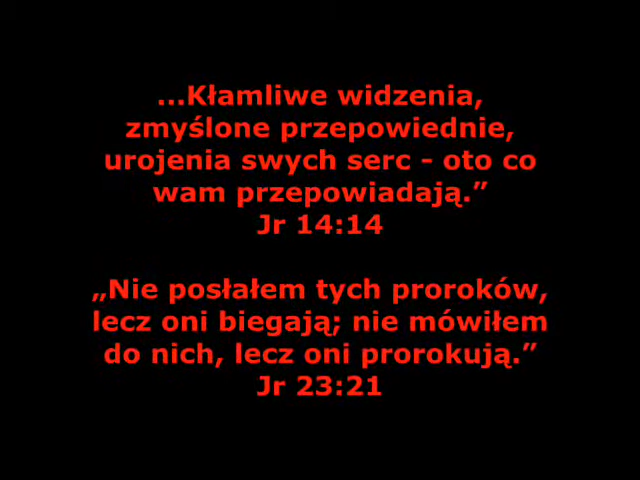 ...Kłamliwe widzenia,
zmyślone przepowiednie,
urojenia swych serc - oto co
wam przepowiadają.”
Jr 14:14
„Nie posłałem tych proroków,
lecz oni biegają; nie mówiłem
do nich, lecz oni prorokują.”
Jr 23:21